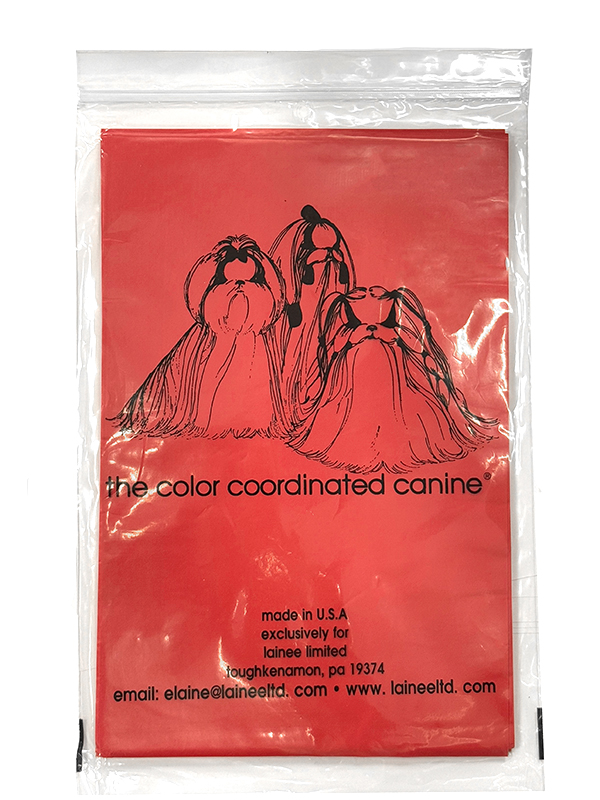 the color coordinated canine®
made in U.S.A
exclusively for
lainee limited
toughkenamon, pa 19374
email: elaine@laineeltd. com • www. laineeltd. com